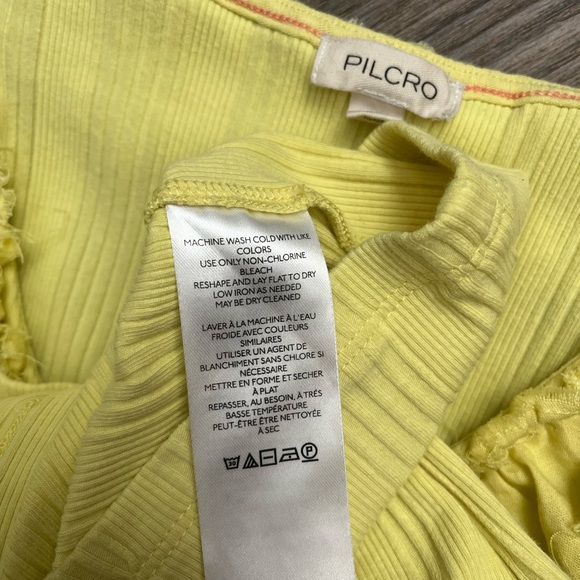 PILCRO
MACHINE WASH COLD WITH LIKE
COLORS
USE ONLY NON-CHLORINE
BLEACH
RESHAPE AND LAY FLAT TO DRY
LOW IRON AS NEEDED
MAY BE DRY CLEANED
LAVER À LA MACHINE À L'EAU
FROIDE AVEC COULEURS
SIMILAIRES
UTILISER UN AGENT DE
BLANCHIMENT SANS CHLORE SI
NÉCESSAIRE
METTRE EN FORME ET SÉCHER
À PLAT
REPASSER, AU BESOIN, À TRÉS
BASSE TEMPÉRATURE
PEUT-ÊTRE ÊTRE NETTOYÉE
À SEC
30 P